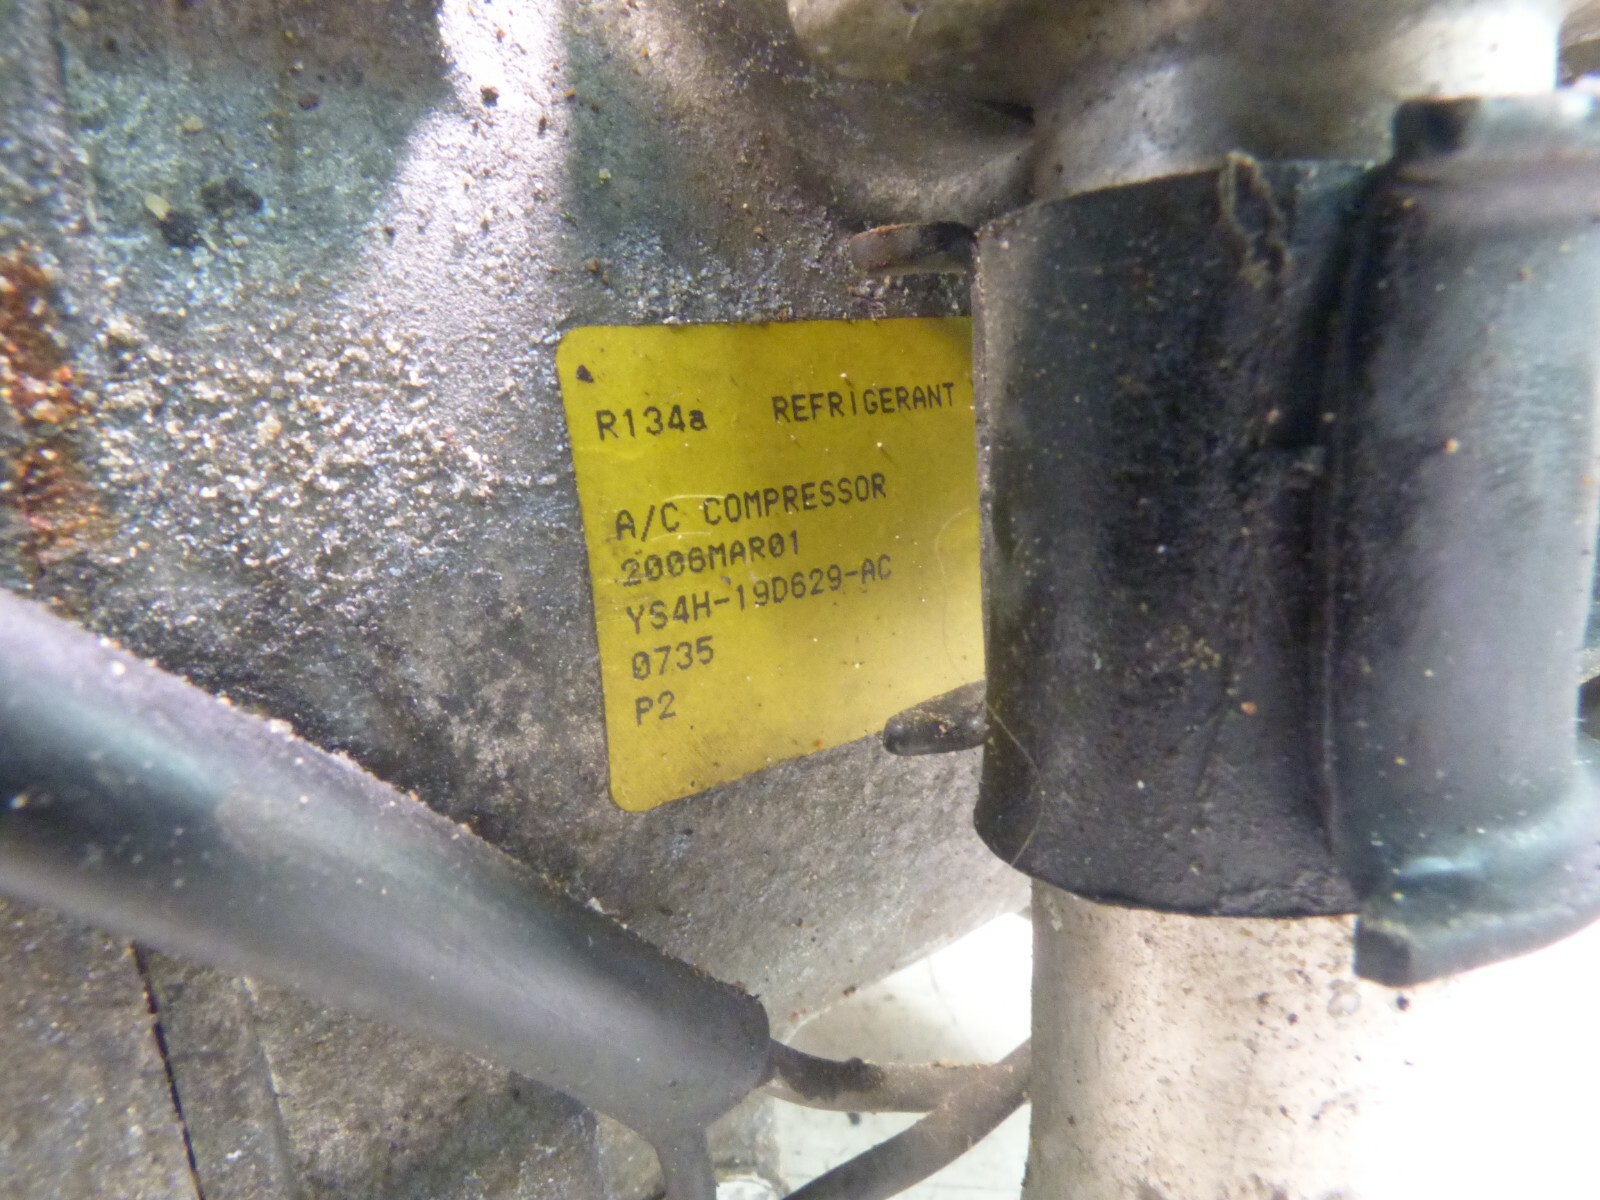 R134a REFRIGERANT
A/C COMPRESSOR
2006MAR01
YS4H-19D629-AC
0735
P2